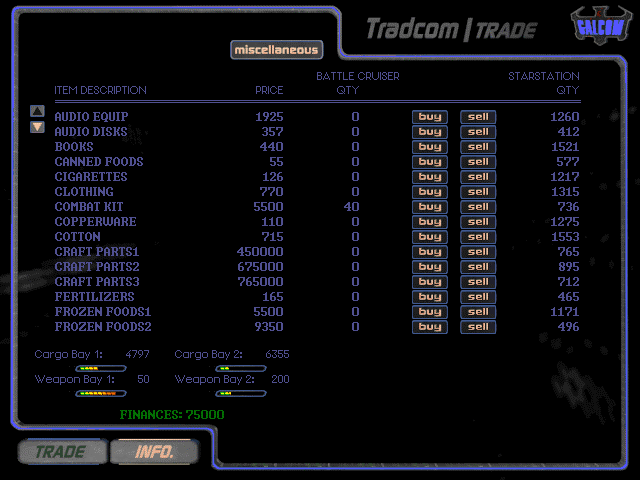 Tradcom | TRADE
GALCOM
miscellaneous
BATTLE CRUISER STARSTATION
ITEM DESCRIPTION PRICE QTY QTY
AUDIO EQUIP 1925 0 buy sell 1260
AUDIO DISKS 357 0 buy sell 412
BOOKS 440 0 buy sell 1521
CANNED FOODS 55 0 buy sell 577
CIGARETTES 126 0 buy sell 1217
CLOTHING 770 0 buy sell 1315
COMBAT KIT 5500 40 buy sell 736
COPPERWARE 110 0 buy sell 1275
COTTON 715 0 buy sell 1553
CRAFT PARTS1 450000 0 buy sell 765
CRAFT PARTS2 675000 0 buy sell 895
CRAFT PARTS3 765000 0 buy sell 712
FERTILIZERS 165 0 buy sell 465
FROZEN FOODS1 5500 0 buy sell 1171
FROZEN FOODS2 9350 0 buy sell 496
Cargo Bay 1: 4797 Cargo Bay 2: 6355
Weapon Bay 1: 50 Weapon Bay 2: 200
FINANCES: 75000
TRADE INFO.